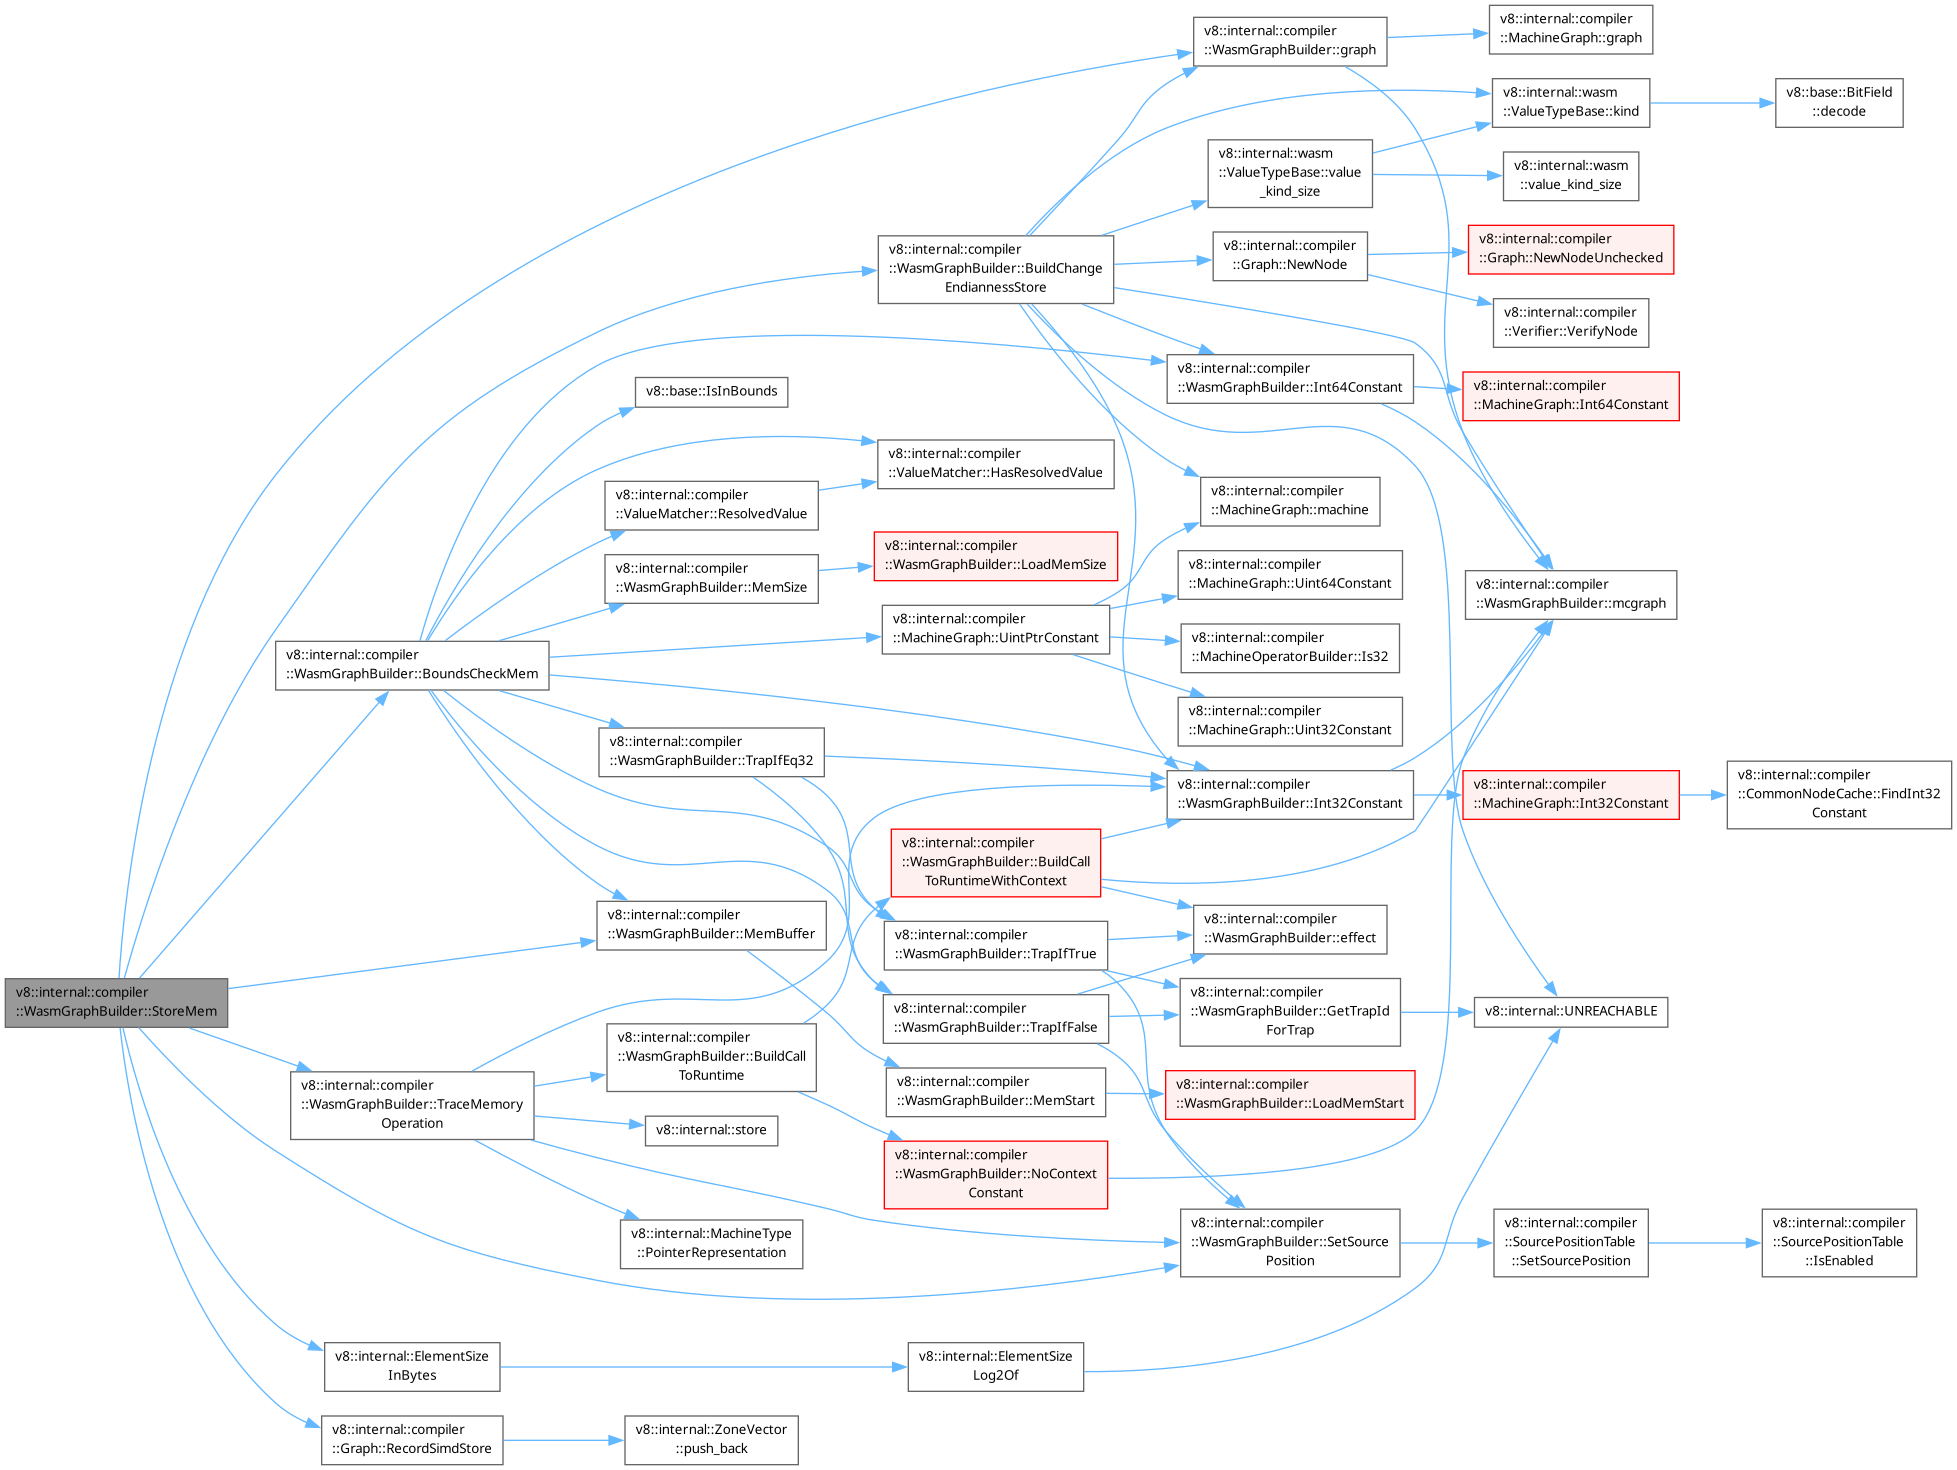 v8::internal::compiler
::WasmGraphBuilder::StoreMem
v8::internal::compiler
::WasmGraphBuilder::BoundsCheckMem
v8::internal::compiler
::WasmGraphBuilder::TraceMemory
Operation
v8::internal::ElementSize
InBytes
v8::internal::compiler
::Graph::RecordSimdStore
v8::base::IsInBounds
v8::internal::compiler
::ValueMatcher::ResolvedValue
v8::internal::compiler
::WasmGraphBuilder::MemSize
v8::internal::compiler
::WasmGraphBuilder::TrapIfEq32
v8::internal::compiler
::WasmGraphBuilder::MemBuffer
v8::internal::compiler
::WasmGraphBuilder::BuildCall
ToRuntime
v8::internal::store
v8::internal::MachineType
::PointerRepresentation
v8::internal::ZoneVector
::push_back
v8::internal::compiler
::WasmGraphBuilder::BuildChange
EndiannessStore
v8::internal::compiler
::ValueMatcher::HasResolvedValue
v8::internal::compiler
::WasmGraphBuilder::LoadMemSize
v8::internal::compiler
::MachineGraph::UintPtrConstant
v8::internal::compiler
::WasmGraphBuilder::BuildCall
ToRuntimeWithContext
v8::internal::compiler
::WasmGraphBuilder::TrapIfTrue
v8::internal::compiler
::WasmGraphBuilder::TrapIfFalse
v8::internal::compiler
::WasmGraphBuilder::MemStart
v8::internal::compiler
::WasmGraphBuilder::NoContext
Constant
v8::internal::ElementSize
Log2Of
v8::internal::compiler
::WasmGraphBuilder::graph
v8::internal::wasm
::ValueTypeBase::value
_kind_size
v8::internal::compiler
::Graph::NewNode
v8::internal::compiler
::WasmGraphBuilder::Int64Constant
v8::internal::compiler
::MachineGraph::machine
v8::internal::compiler
::MachineGraph::Uint64Constant
v8::internal::compiler
::MachineOperatorBuilder::Is32
v8::internal::compiler
::MachineGraph::Uint32Constant
v8::internal::compiler
::WasmGraphBuilder::Int32Constant
v8::internal::compiler
::WasmGraphBuilder::effect
v8::internal::compiler
::WasmGraphBuilder::GetTrapId
ForTrap
v8::internal::compiler
::WasmGraphBuilder::LoadMemStart
v8::internal::compiler
::WasmGraphBuilder::SetSource
Position
v8::internal::compiler
::MachineGraph::graph
v8::internal::wasm
::ValueTypeBase::kind
v8::internal::wasm
::value_kind_size
v8::internal::compiler
::Graph::NewNodeUnchecked
v8::internal::compiler
::Verifier::VerifyNode
v8::internal::compiler
::MachineGraph::Int64Constant
v8::internal::compiler
::WasmGraphBuilder::mcgraph
v8::internal::compiler
::MachineGraph::Int32Constant
v8::internal::UNREACHABLE
v8::internal::compiler
::SourcePositionTable
::SetSourcePosition
v8::base::BitField
::decode
v8::internal::compiler
::CommonNodeCache::FindInt32
Constant
v8::internal::compiler
::SourcePositionTable
::IsEnabled